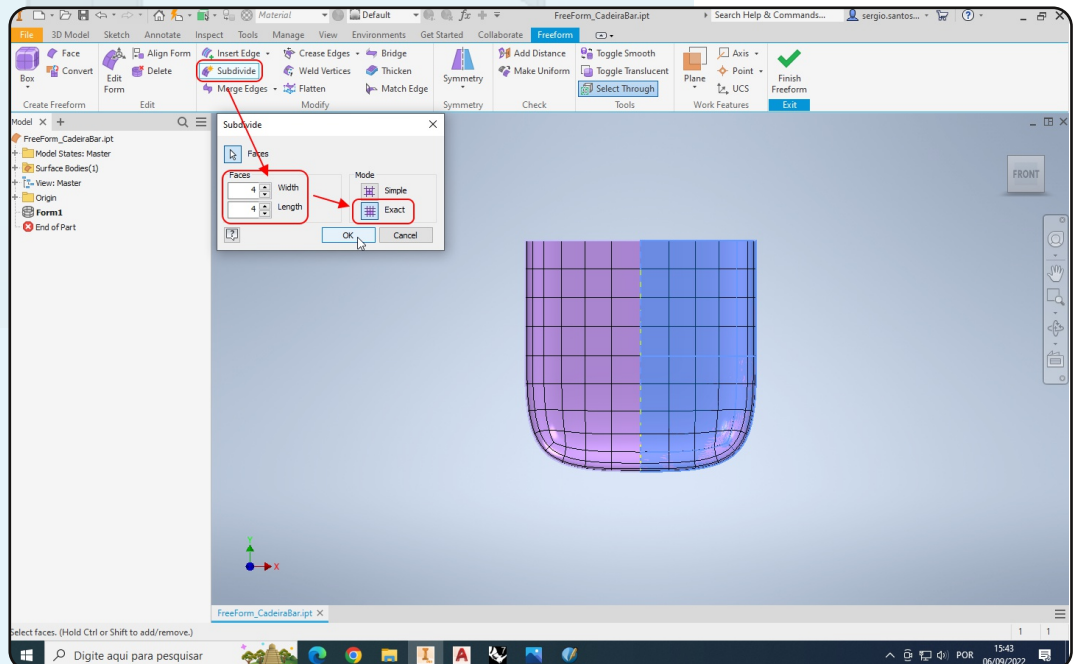 Material Default FreeForm_CadeiraBar.ipt Search Help & Commands... sergio.santos...
File 3D Model Sketch Annotate Inspect Tools Manage View Environments Get Started Collaborate Freeform
Face Align Form Insert Edge Crease Edges Bridge Add Distance Toggle Smooth Axis
Box Convert Edit Form Delete Subdivide Weld Vertices Thicken Symmetry Make Uniform Toggle Translucent Plane Point Finish Freeform
Merge Edges Flatten Match Edge Select Through UCS
Create Freeform Edit Modify Symmetry Check Tools Work Features Exit
Model × +
FreeForm_CadeiraBar.ipt
Model States: Master
Surface Bodies(1)
View: Master
Origin
Form1
End of Part
Subdivide
Faces
Faces Mode
4 Width Simple
4 Length Exact
OK Cancel
FRONT
Y
X
FreeForm_CadeiraBar.ipt ×
Select faces. (Hold Ctrl or Shift to add/remove.) 1 1
Digite aqui para pesquisar POR 15:43
06/09/2022